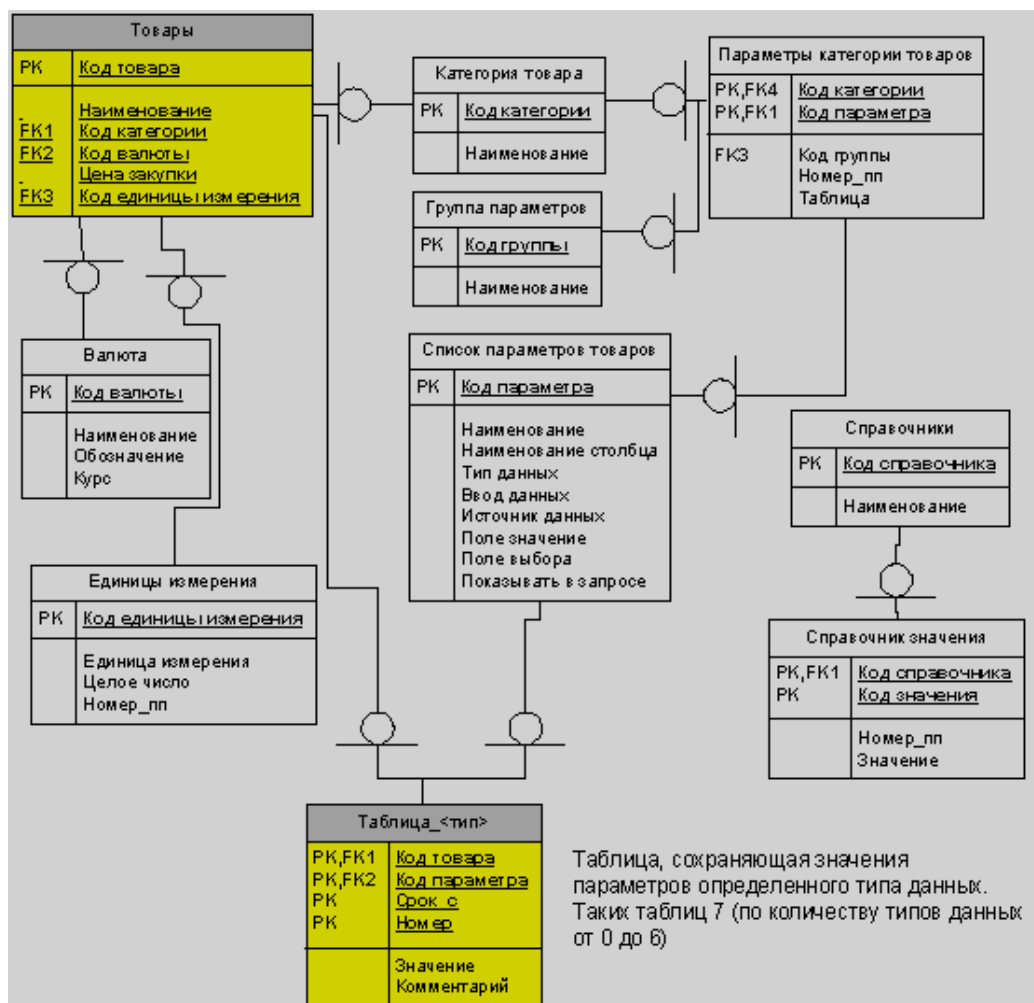 Товары
PK Код товара
Наименование
FK1 Код категории
FK2 Код валюты
Цена закупки
FK3 Код единицы измерения
Категория товара
PK Код категории
Наименование
Параметры категории товаров
PK,FK4 Код категории
PK,FK1 Код параметра
FK3 Код группы
Номер_пп
Таблица
Группа параметров
PK Код группы
Наименование
Валюта
PK Код валюты
Наименование
Обозначение
Курс
Список параметров товаров
PK Код параметра
Наименование
Наименование столбца
Тип данных
Ввод данных
Источник данных
Поле значение
Поле выбора
Показывать в запросе
Справочники
PK Код справочника
Наименование
Единицы измерения
PK Код единицы измерения
Единица измерения
Целое число
Номер_пп
Справочник значения
PK,FK1 Код справочника
PK Код значения
Номер_пп
Значение
Таблица_<тип>
PK,FK1 Код товара
PK,FK2 Код параметра
PK Срок_с
PK Номер
Значение
Комментарий
Таблица, сохраняющая значения
параметров определенного типа данных.
Таких таблиц 7 (по количеству типов данных
от 0 до 6)